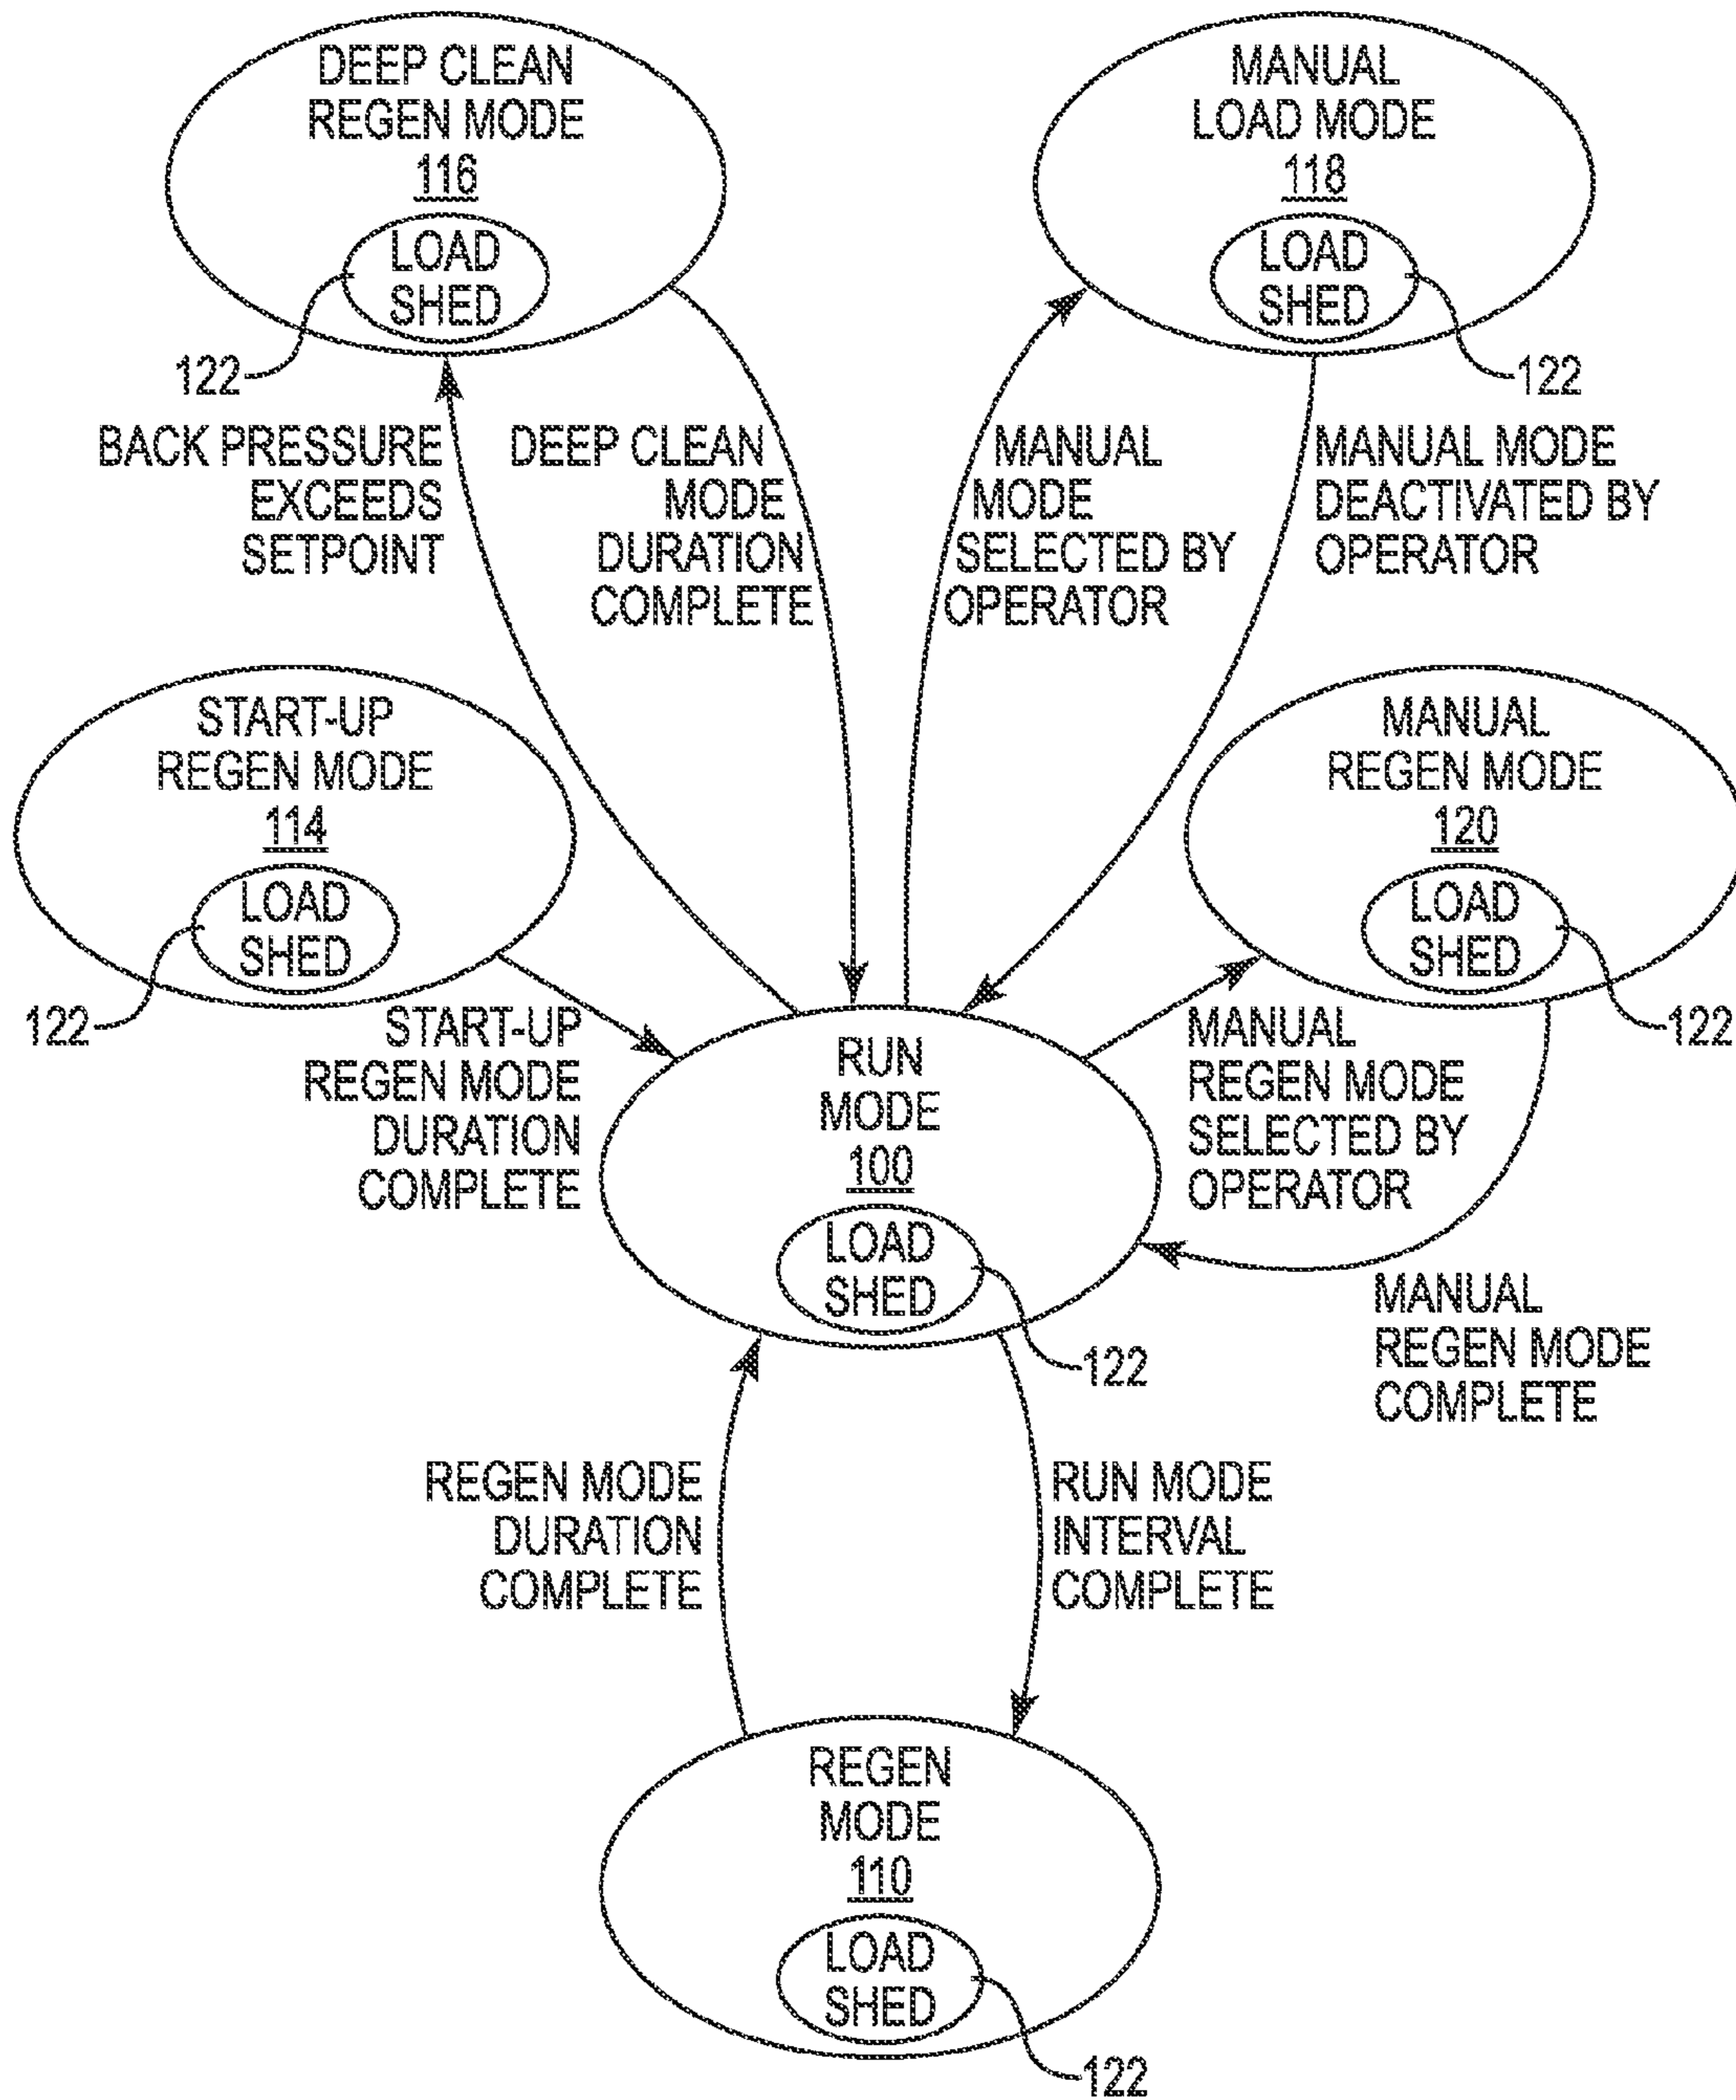 DEEP CLEAN
REGEN MODE
116
LOAD
SHED
122
MANUAL
LOAD MODE
118
LOAD
SHED
122
BACK PRESSURE
EXCEEDS
SETPOINT
DEEP CLEAN
MODE
DURATION
COMPLETE
MANUAL
MODE
SELECTED BY
OPERATOR
MANUAL MODE
DEACTIVATED BY
OPERATOR
START-UP
REGEN MODE
114
LOAD
SHED
122
MANUAL
REGEN MODE
120
LOAD
SHED
122
START-UP
REGEN MODE
DURATION
COMPLETE
RUN
MODE
100
LOAD
SHED
122
MANUAL
REGEN MODE
SELECTED BY
OPERATOR
MANUAL
REGEN MODE
COMPLETE
REGEN MODE
DURATION
COMPLETE
RUN MODE
INTERVAL
COMPLETE
REGEN
MODE
110
LOAD
SHED
122